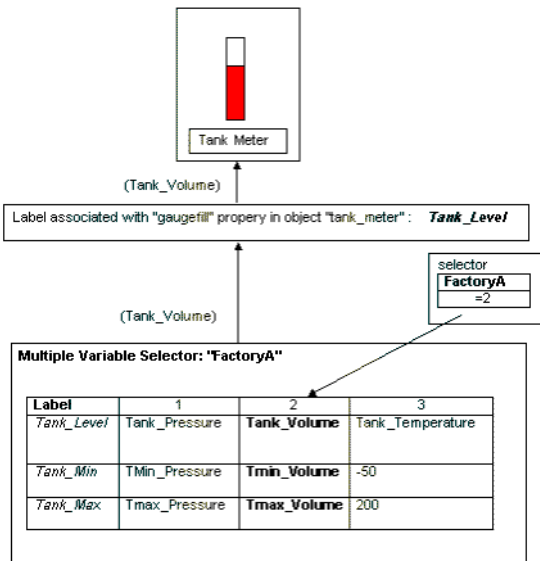 Tank Meter
(Tank_Volume)
Label associated with "gaugefill" propery in object "tank_meter" : Tank_Level
selector
FactoryA
=2
(Tank_Volume)
Multiple Variable Selector: "FactoryA"
Label 1 2 3
Tank_Level Tank_Pressure Tank_Volume Tank_Temperature
Tank_Min TMin_Pressure Tmin_Volume -50
Tank_Max Tmax_Pressure Tmax_Volume 200